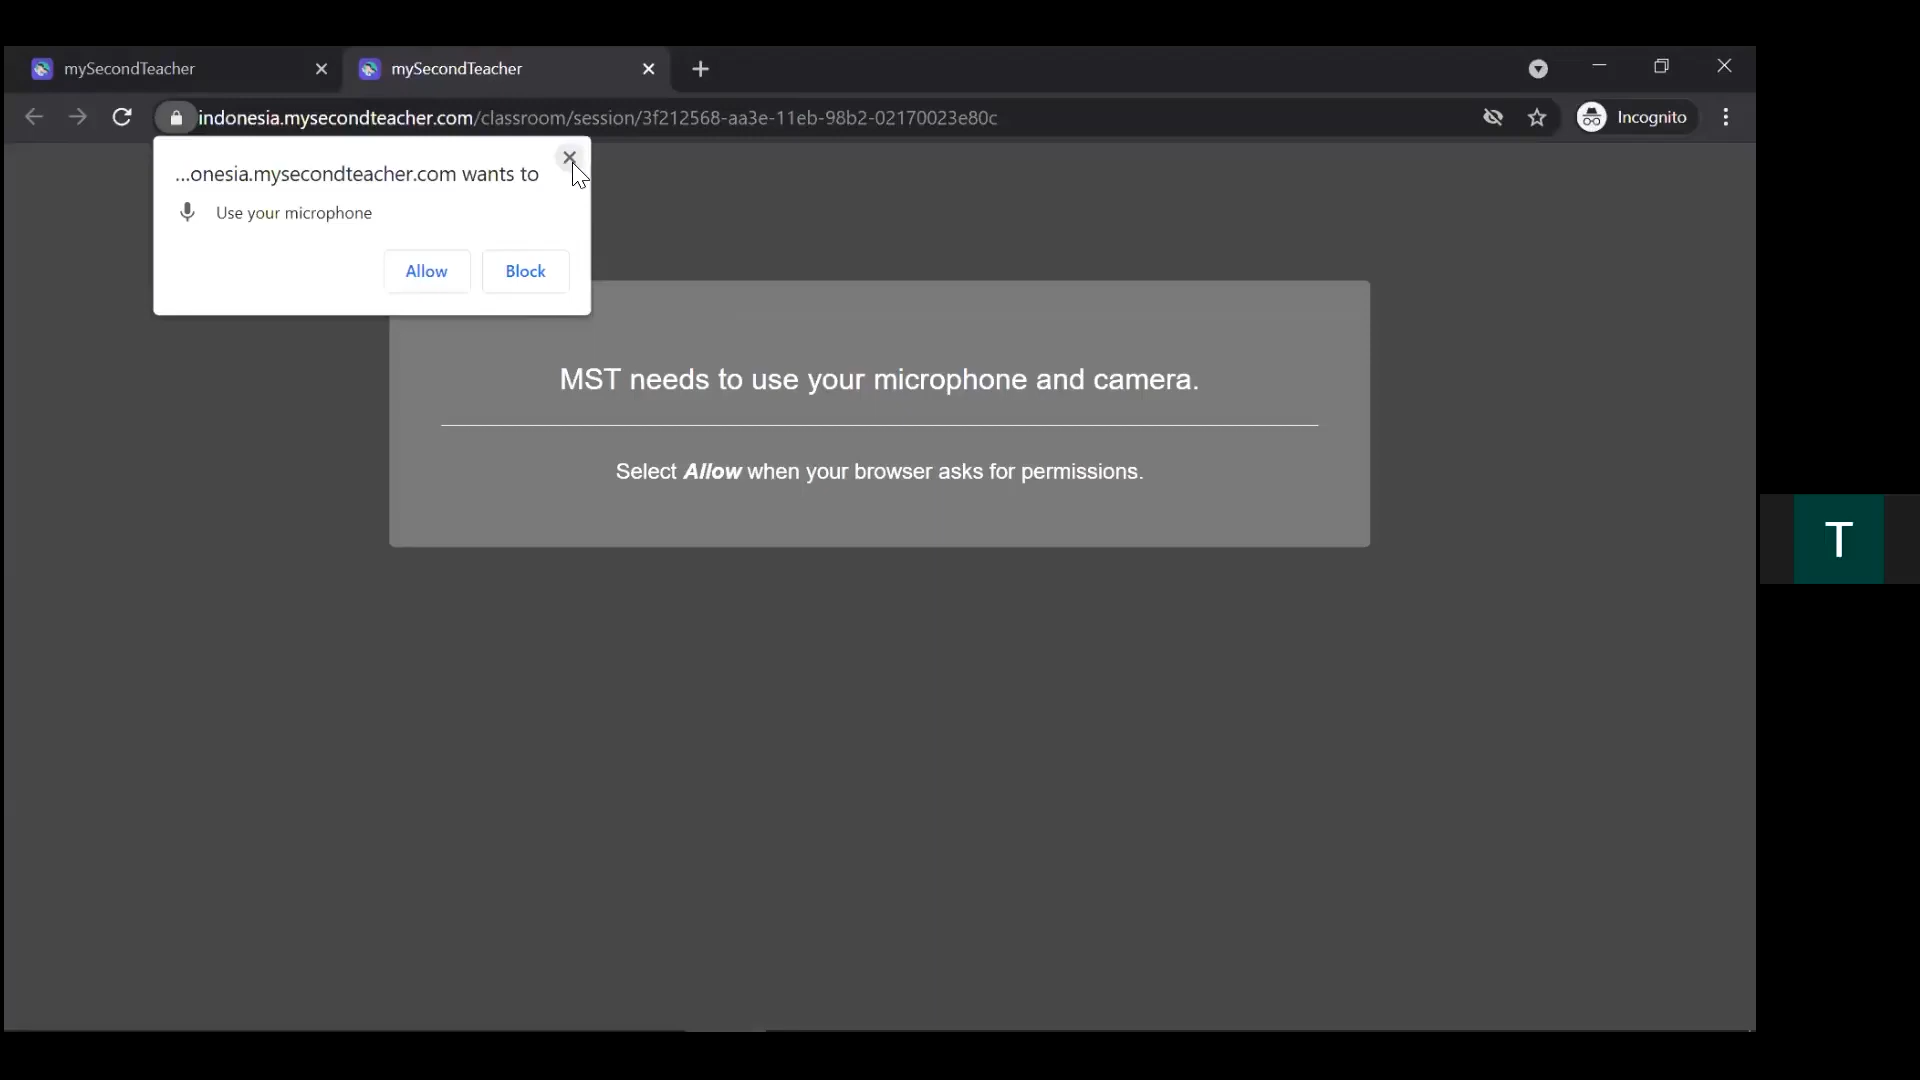 mySecondTeacher
mySecondTeacher
indonesia.mysecondteacher.com/classroom/session/3f212568-aa3e-11eb-98b2-02170023e80c
Incognito
...onesia.mysecondteacher.com wants to
Use your microphone
Allow
Block
MST needs to use your microphone and camera.
Select Allow when your browser asks for permissions.
T